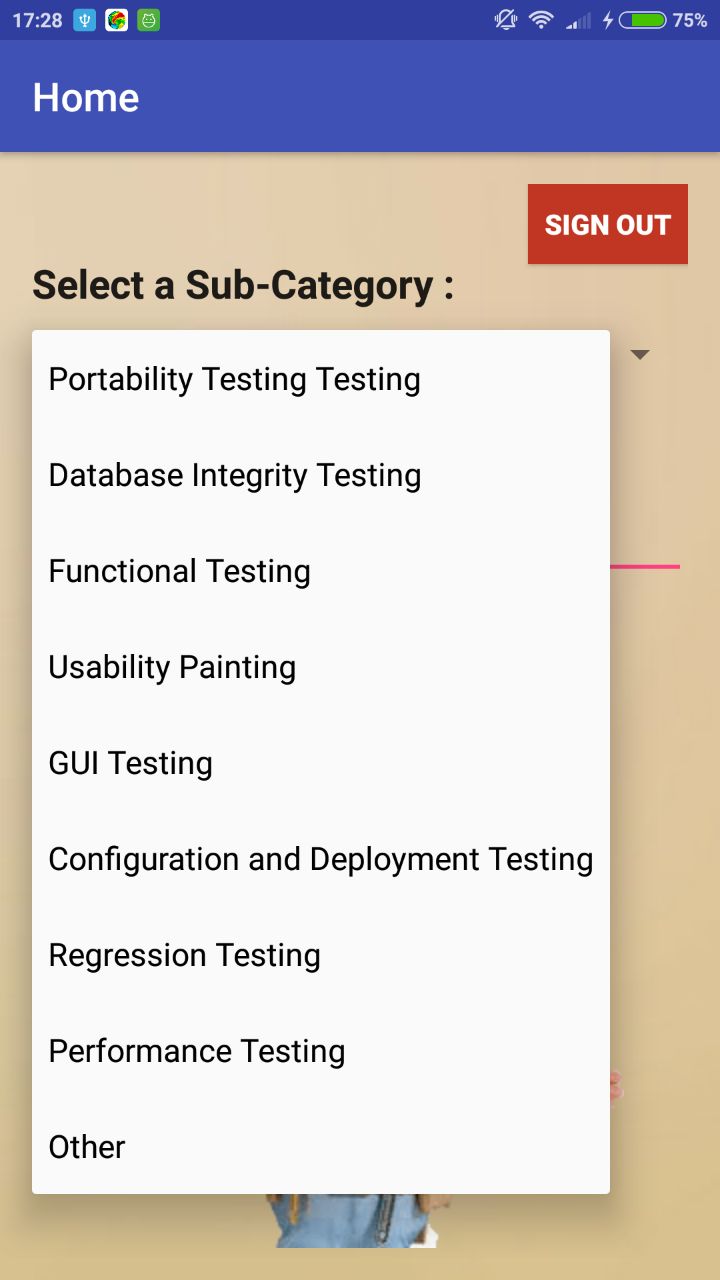 17:28
75%
Home
SIGN OUT
Select a Sub-Category :
Portability Testing Testing
Database Integrity Testing
Functional Testing
Usability Painting
GUI Testing
Configuration and Deployment Testing
Regression Testing
Performance Testing
Other